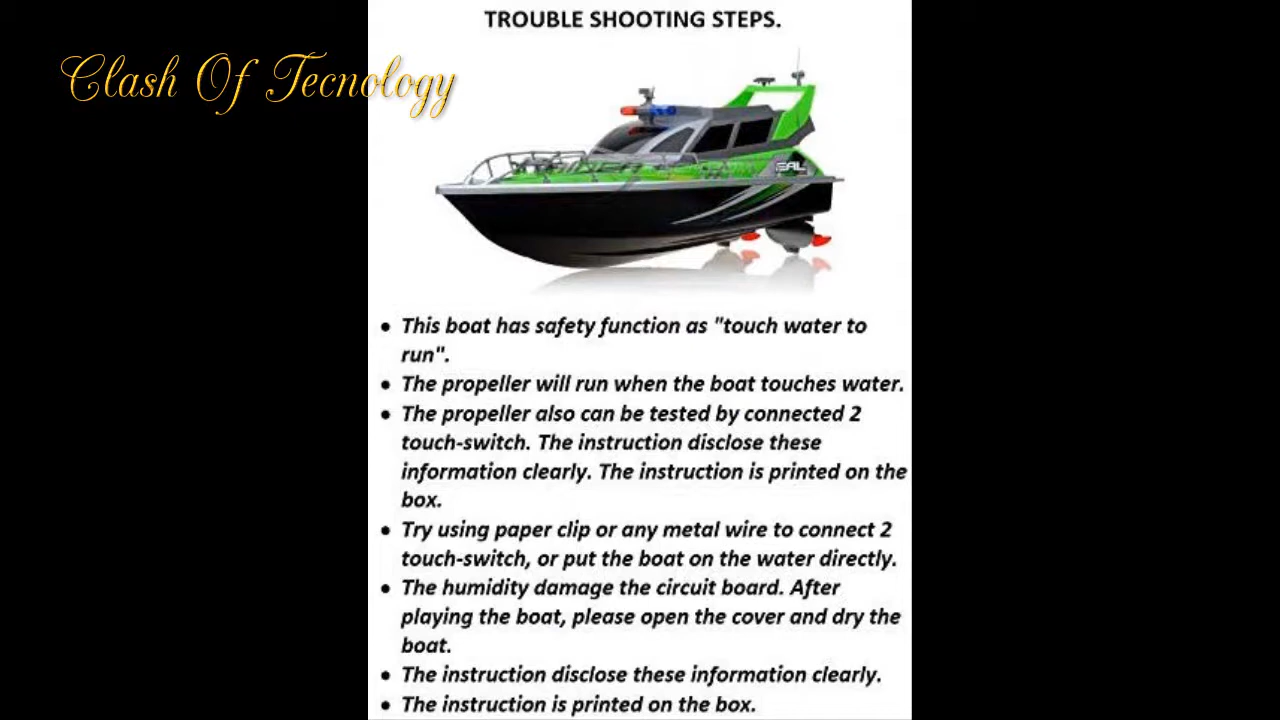 TROUBLE SHOOTING STEPS.
Clash Of Tecnology
• This boat has safety function as "touch water to
run".
• The propeller will run when the boat touches water.
• The propeller also can be tested by connected 2
touch-switch. The instruction disclose these
information clearly. The instruction is printed on the
box.
• Try using paper clip or any metal wire to connect 2
touch-switch, or put the boat on the water directly.
• The humidity damage the circuit board. After
playing the boat, please open the cover and dry the
boat.
• The instruction disclose these information clearly.
• The instruction is printed on the box.